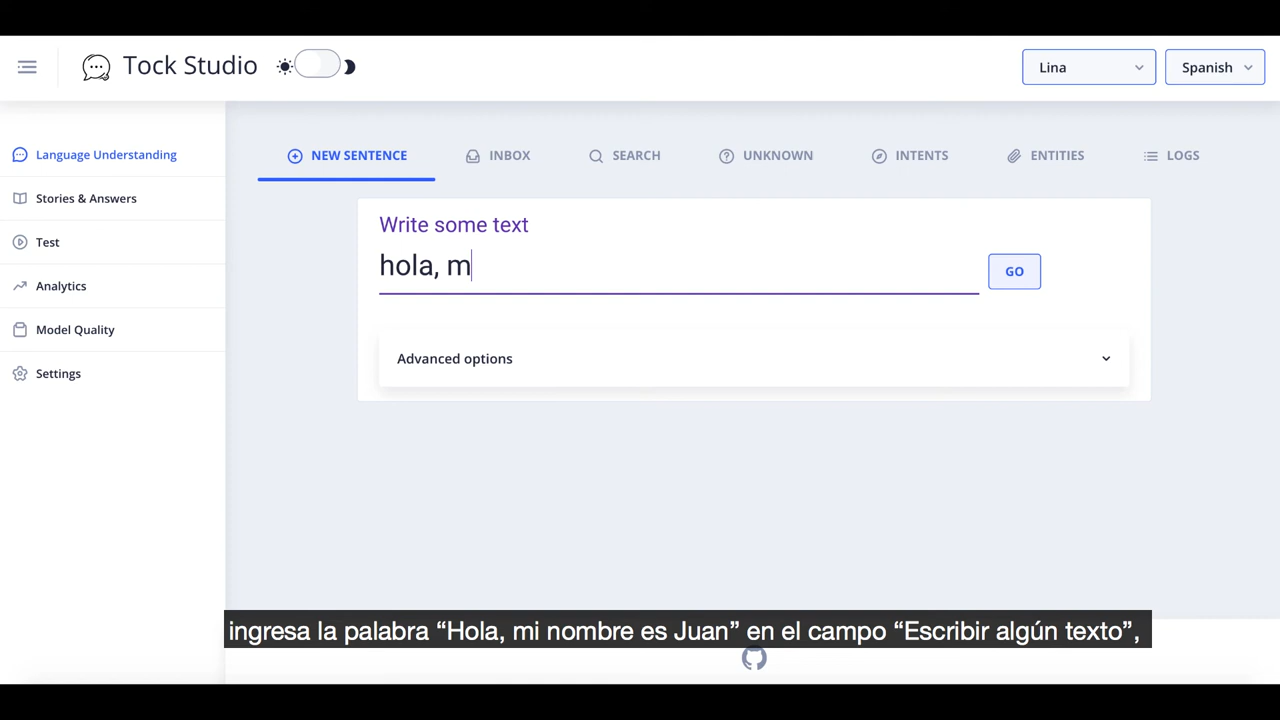 Tock Studio
Lina
Spanish
Language Understanding
Stories & Answers
Test
Analytics
Model Quality
Settings
NEW SENTENCE
INBOX
SEARCH
UNKNOWN
INTENTS
ENTITIES
LOGS
Write some text
hola, m
GO
Advanced options
ingresa la palabra “Hola, mi nombre es Juan” en el campo “Escribir algún texto”,